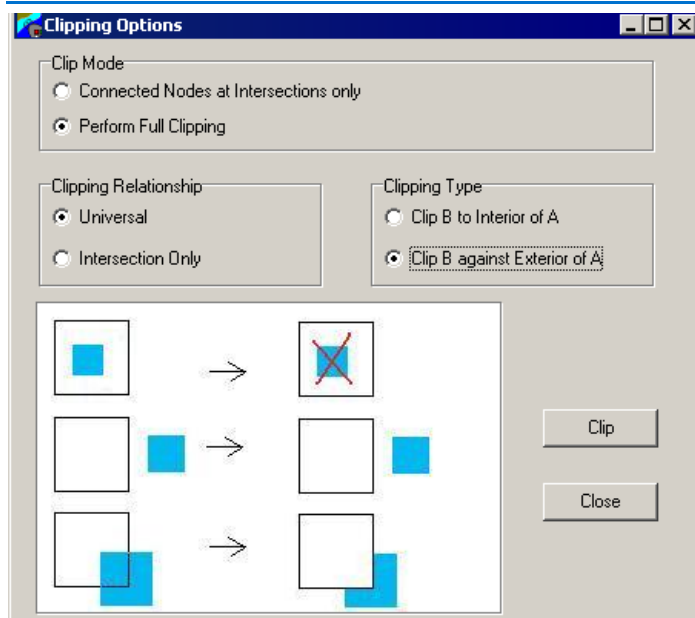 Clipping Options
Clip Mode
Connected Nodes at Intersections only
Perform Full Clipping
Clipping Relationship
Universal
Intersection Only
Clipping Type
Clip B to Interior of A
Clip B against Exterior of A
Clip
Close